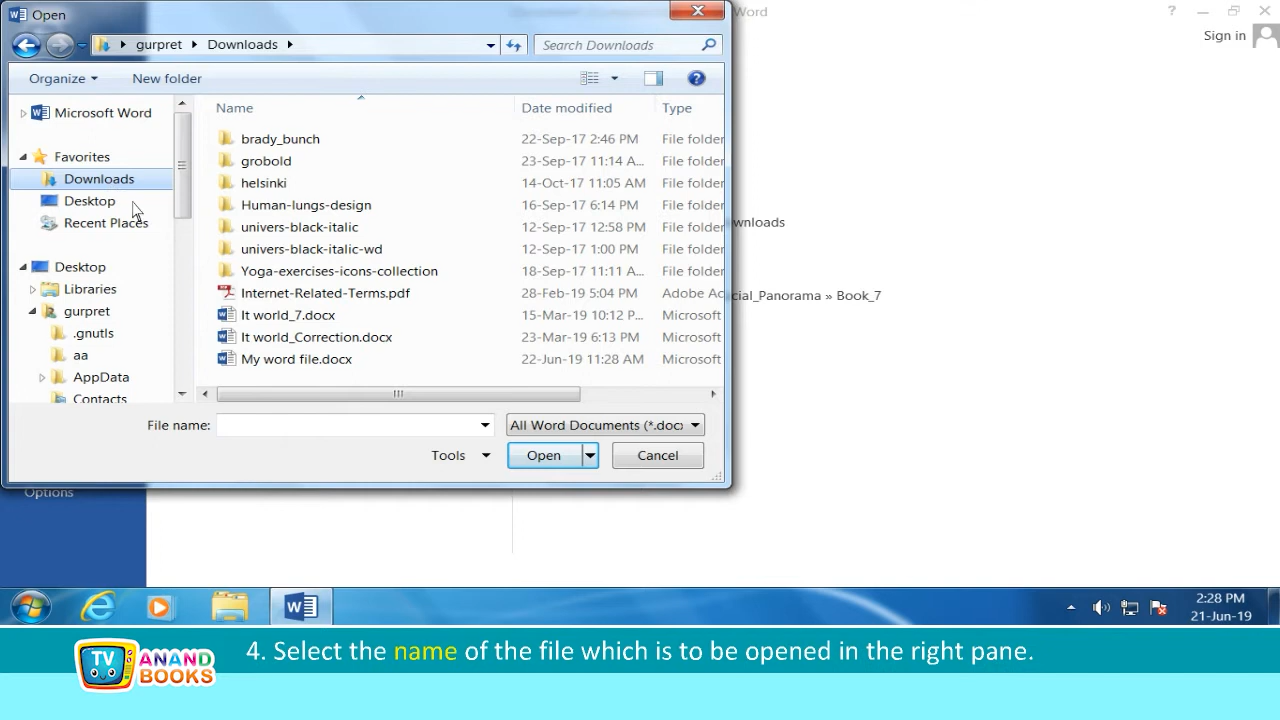 Open
Word
gurpret Downloads
Search Downloads
Sign in
Organize
New folder
Name
Date modified
Type
Microsoft Word
Favorites
Downloads
Desktop
Recent Places
Desktop
Libraries
gurpret
.gnutls
aa
AppData
Contacts
brady_bunch 22-Sep-17 2:46 PM File folder
grobold 23-Sep-17 11:14 A... File folder
helsinki 14-Oct-17 11:05 AM File folder
Human-lungs-design 16-Sep-17 6:14 PM File folder
univers-black-italic 12-Sep-17 12:58 PM File folder
univers-black-italic-wd 12-Sep-17 1:00 PM File folder
Yoga-exercises-icons-collection 18-Sep-17 11:11 A... File folder
Internet-Related-Terms.pdf 28-Feb-19 5:04 PM Adobe Ac
It world_7.docx 15-Mar-19 10:12 P... Microsoft
It world_Correction.docx 23-Mar-19 6:13 PM Microsoft
My word file.docx 22-Jun-19 11:28 AM Microsoft
wnloads
cial_Panorama » Book_7
File name:
All Word Documents (*.doc
Tools
Open
Cancel
Options
2:28 PM
21-Jun-19
TV
ANAND
BOOKS
4. Select the name of the file which is to be opened in the right pane.